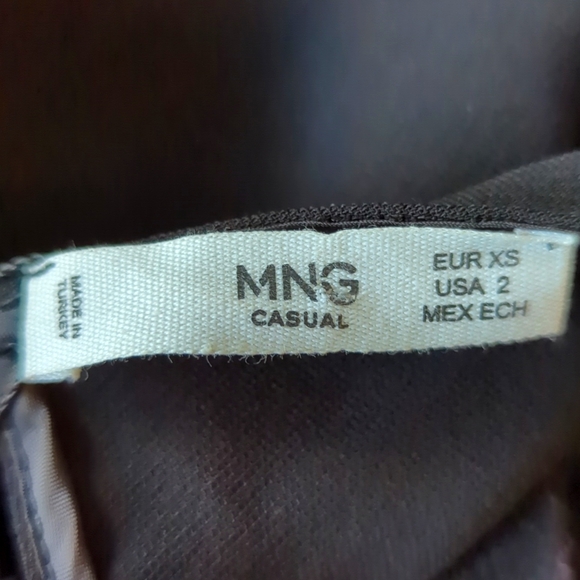 MADE IN
TURKEY
MNG
CASUAL
EUR XS
USA 2
MEX ECH